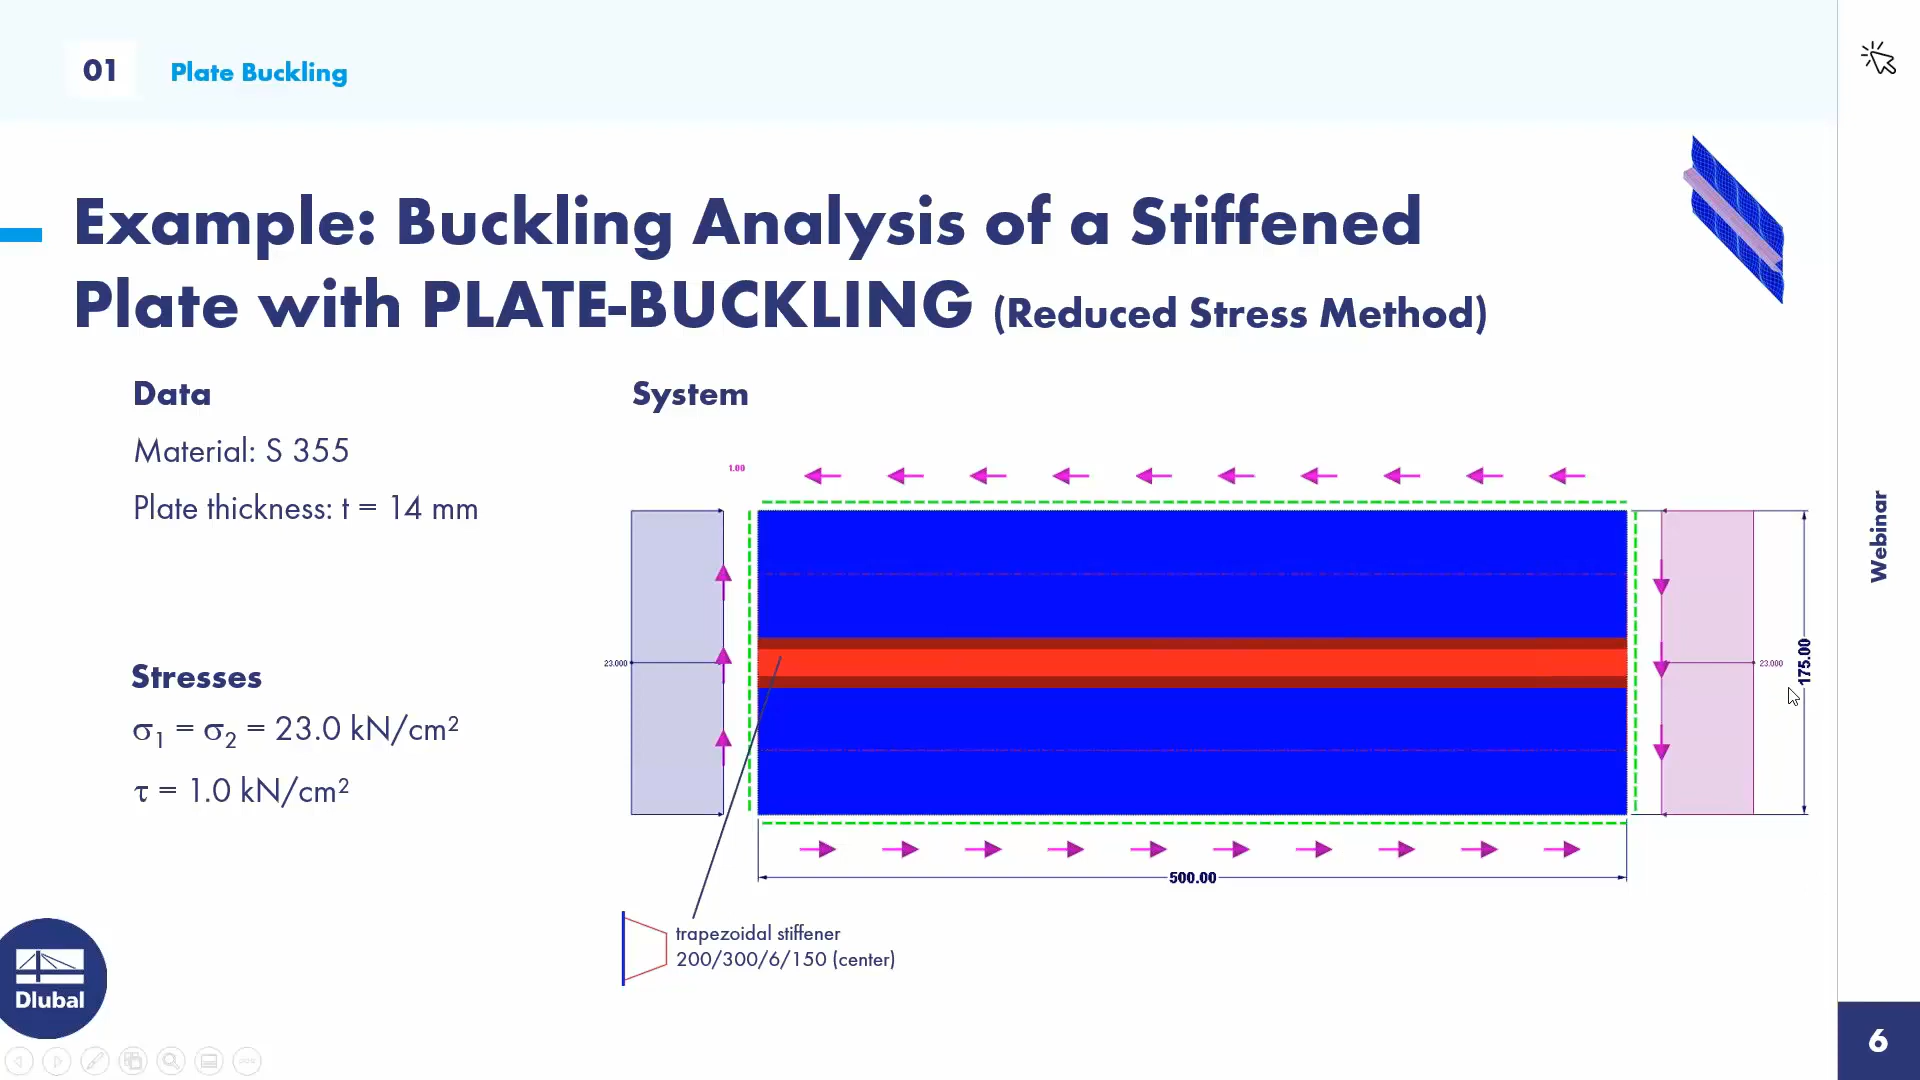 01 Plate Buckling
Example: Buckling Analysis of a Stiffened
Plate with PLATE-BUCKLING (Reduced Stress Method)
Data
Material: S 355
Plate thickness: t = 14 mm
Stresses
σ1 = σ2 = 23.0 kN/cm²
τ = 1.0 kN/cm²
System
1.00
23.000
23.000
175.00
500.00
trapezoidal stiffener
200/300/6/150 (center)
Webinar
Dlubal
6